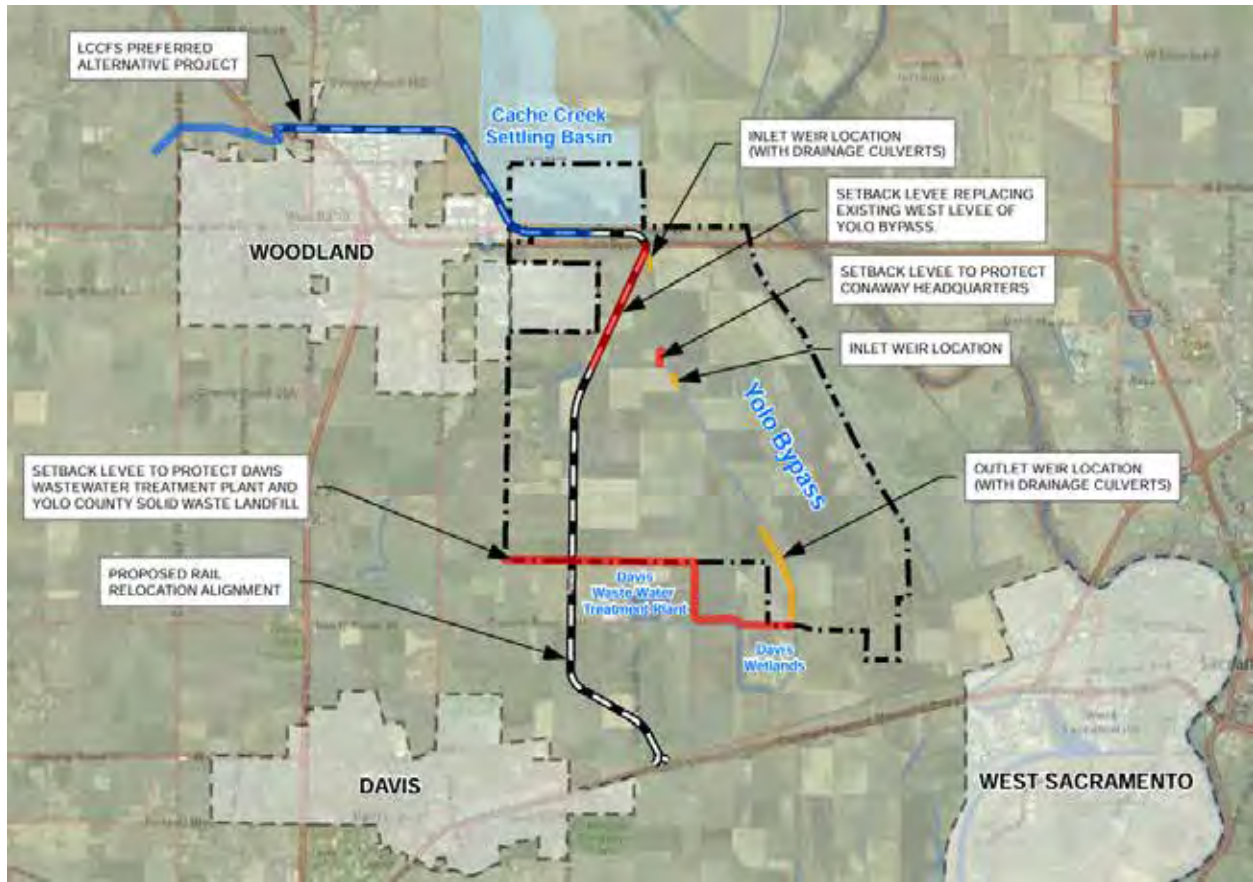 LCCFS PREFERRED
ALTERNATIVE PROJECT
Cache Creek
Settling Basin
INLET WEIR LOCATION
(WITH DRAINAGE CULVERTS)
SETBACK LEVEE REPLACING
EXISTING WEST LEVEE OF
YOLO BYPASS
WOODLAND
SETBACK LEVEE TO PROTECT
CONAWAY HEADQUARTERS
INLET WEIR LOCATION
Yolo Bypass
SETBACK LEVEE TO PROTECT DAVIS
WASTEWATER TREATMENT PLANT AND
YOLO COUNTY SOLID WASTE LANDFILL
OUTLET WEIR LOCATION
(WITH DRAINAGE CULVERTS)
PROPOSED RAIL
RELOCATION ALIGNMENT
Davis
Waste Water
Treatment Plant
Davis
Wetlands
DAVIS
WEST SACRAMENTO